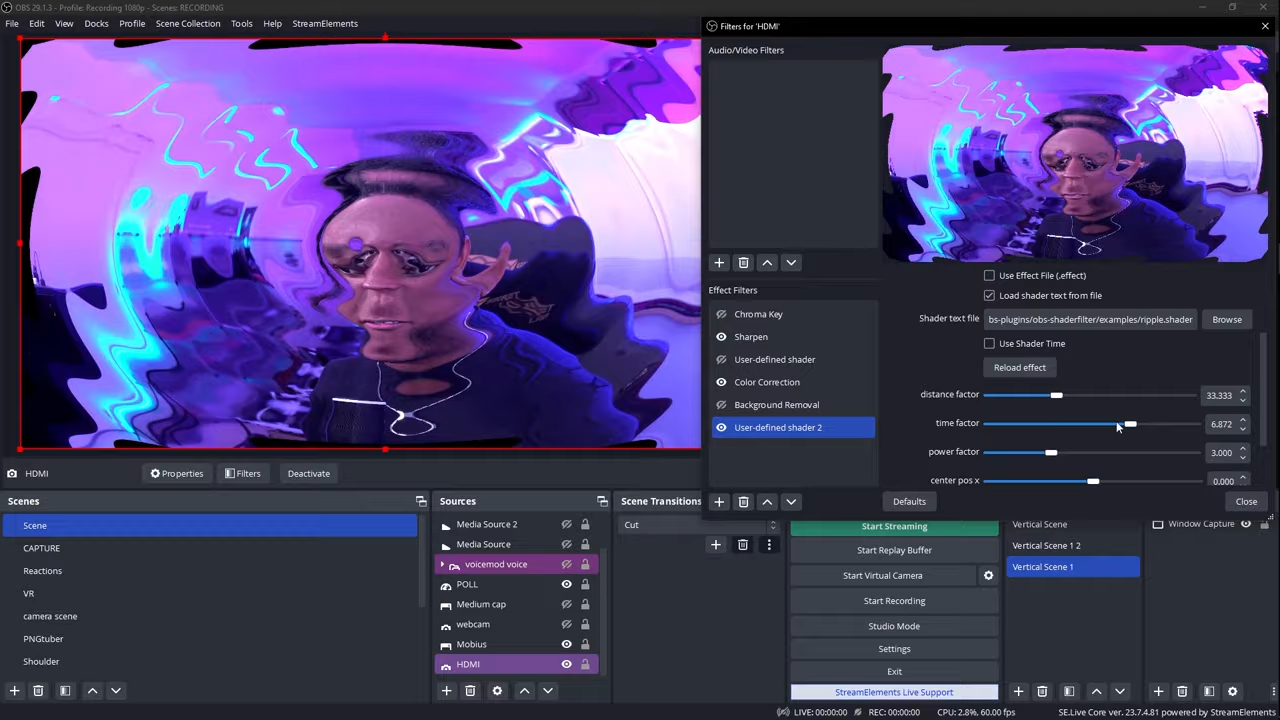 OBS 29.1.3 - Profile: Recording 1080p - Scenes: RECORDING
File Edit View Docks Profile Scene Collection Tools Help StreamElements
Filters for 'HDMI'
Audio/Video Filters
Effect Filters
Chroma Key
Sharpen
User-defined shader
Color Correction
Background Removal
User-defined shader 2
Use Effect File (.effect)
Load shader text from file
Shader text file bs-plugins/obs-shaderfilter/examples/ripple.shader Browse
Use Shader Time
Reload effect
distance factor 33.333
time factor 6.872
power factor 3.000
center pos x 0.000
Defaults Close
HDMI Properties Filters Deactivate
Scenes
Scene
CAPTURE
Reactions
VR
camera scene
PNGtuber
Shoulder
Sources
Media Source 2
Media Source
voicemod voice
POLL
Medium cap
webcam
Mobius
HDMI
Scene Transitions
Cut
Start Streaming
Start Replay Buffer
Start Virtual Camera
Start Recording
Studio Mode
Settings
Exit
StreamElements Live Support
Vertical Scene
Vertical Scene 1 2
Vertical Scene 1
Window Capture
LIVE: 00:00:00 REC: 00:00:00 CPU: 2.8%, 60.00 fps SE.Live Core ver. 23.7.4.81 powered by StreamElements